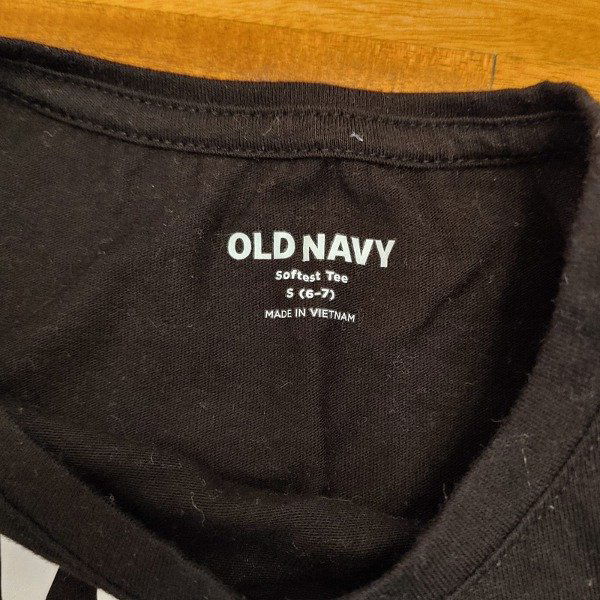 OLD NAVY
Softest Tee
S (6-7)
MADE IN VIETNAM